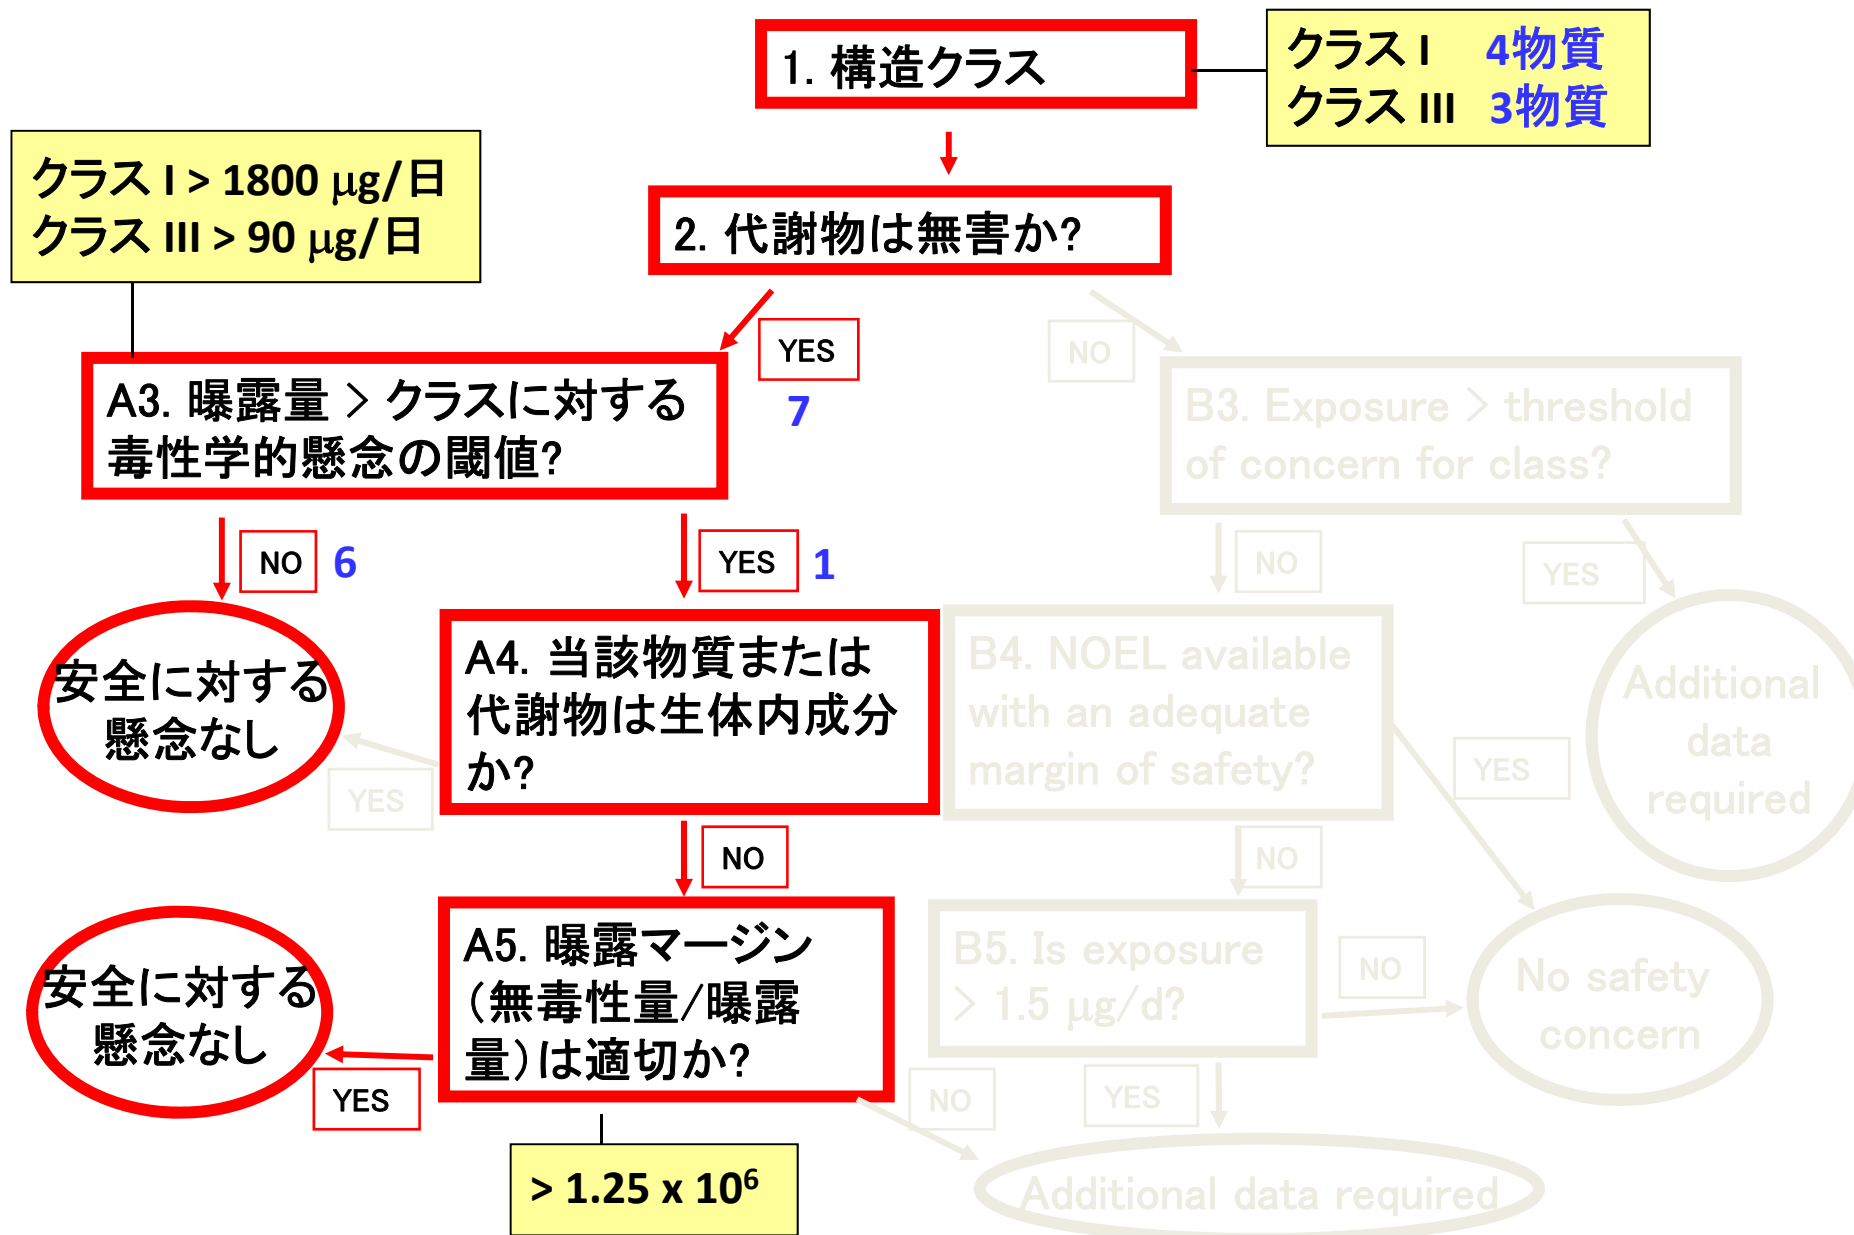 1. 構造クラス
クラス I 4物質
クラス III 3物質
クラス I > 1800 μg/日
クラス III > 90 μg/日
2. 代謝物は無害か?
YES
7
NO
A3. 曝露量 > クラスに対する
毒性学的懸念の閾値?
B3. Exposure > threshold
of concern for class?
NO
6
YES
1
NO
YES
安全に対する
懸念なし
A4. 当該物質または
代謝物は生体内成分
か?
YES
B4. NOEL available
with an adequate
margin of safety?
YES
Additional
data
required
NO
NO
安全に対する
懸念なし
A5. 曝露マージン
(無毒性量/曝露
量)は適切か?
YES
B5. Is exposure
> 1.5 μg/d?
NO
No safety
concern
NO
YES
> 1.25 x 10⁶
Additional data required